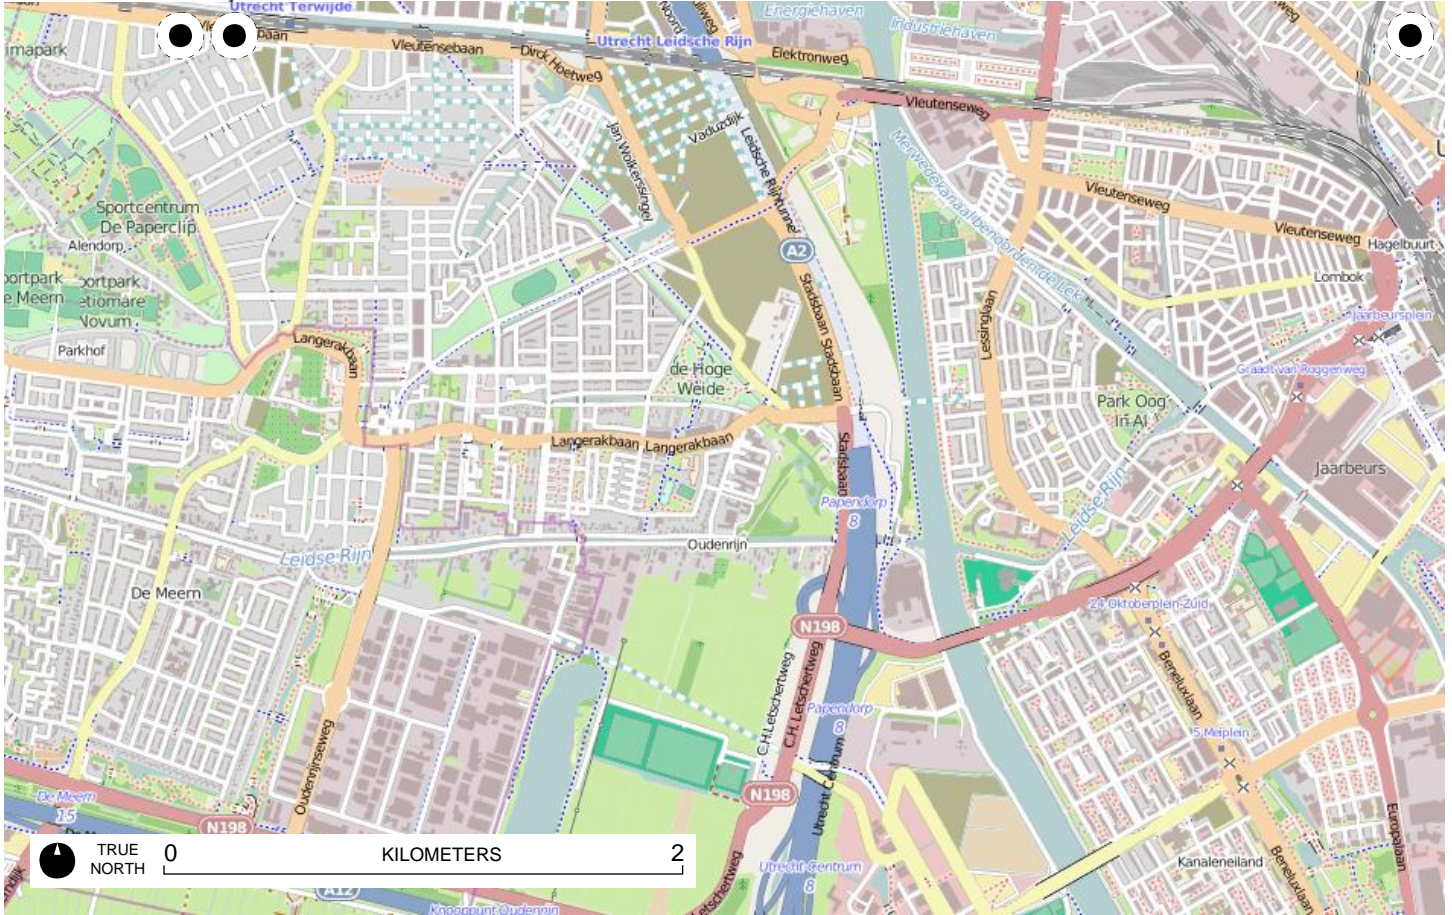 Utrecht Terwijde
Noord
Energiehaven
Industriehaven
baan
Vleutensebaan
Dirck Hoetweg
Utrecht Leidsche Rijn
Elektronweg
Vleutenseweg
Vaduzdijk
Jan Wolkerssingel
Leidsche Rijntunnel
Merwedekanaal benoorden de Lek
Vleutenseweg
Vleutenseweg
Hagelbuurt
Lombok
Sportcentrum
De Paperclip
Alendorp
A2
Stadsbaan Stadsbaan
Lessinglaan
Jaarbeursplein
Graadt van Roggenweg
Parkhof
Langerakbaan
de Hoge
Weide
Park Oog
In Al
Langerakbaan Langerakbaan
Stadsbaan
Jaarbeurs
Papendorp
8
Leidse Rijn
Leidse Rijn
Oudenrijn
De Meern
24 Oktoberplein-Zuid
N198
C.H.Letschertweg
C.H. Letschertweg
Beneluxlaan
Papendorp
8
5 Meiplein
Oudenrijnseweg
Utrecht-Centrum
De Meern
15
N198
N198
Europalaan
Kanaleneiland
Beneluxlaan
Utrecht-Centrum
8
Letschertweg
TRUE
NORTH
0 KILOMETERS 2
A12
Knooppunt Oudenrijn